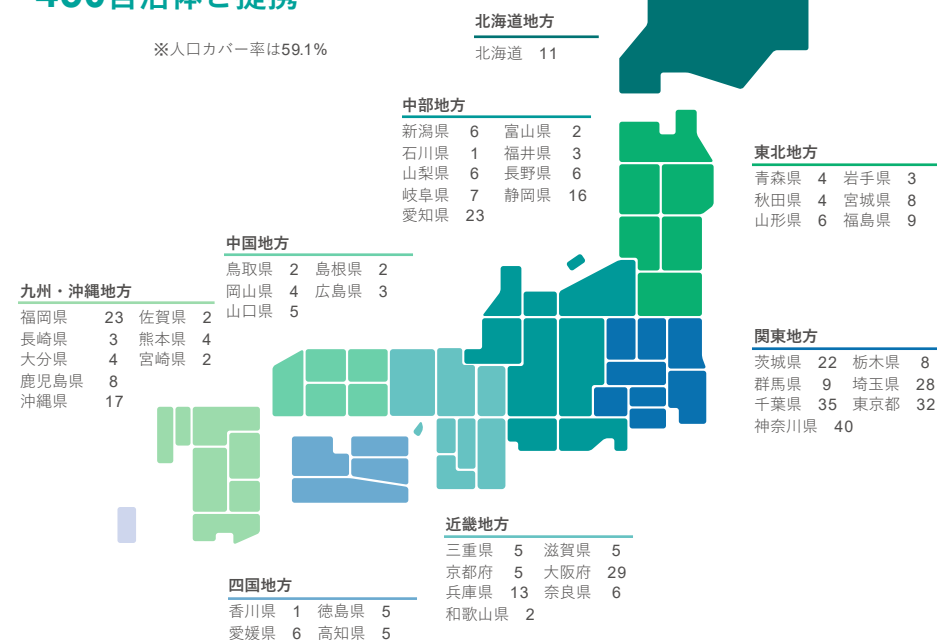 自治体と提携
※人口カバー率は59.1%
北海道地方
北海道 11
中部地方
新潟県 6 富山県 2
石川県 1 福井県 3
山梨県 6 長野県 6
岐阜県 7 静岡県 16
愛知県 23
東北地方
青森県 4 岩手県 3
秋田県 4 宮城県 8
山形県 6 福島県 9
中国地方
鳥取県 2 島根県 2
岡山県 4 広島県 3
山口県 5
九州・沖縄地方
福岡県 23 佐賀県 2
長崎県 3 熊本県 4
大分県 4 宮崎県 2
鹿児島県 8
沖縄県 17
関東地方
茨城県 22 栃木県 8
群馬県 9 埼玉県 28
千葉県 35 東京都 32
神奈川県 40
近畿地方
三重県 5 滋賀県 5
京都府 5 大阪府 29
兵庫県 13 奈良県 6
和歌山県 2
四国地方
香川県 1 徳島県 5
愛媛県 6 高知県 5